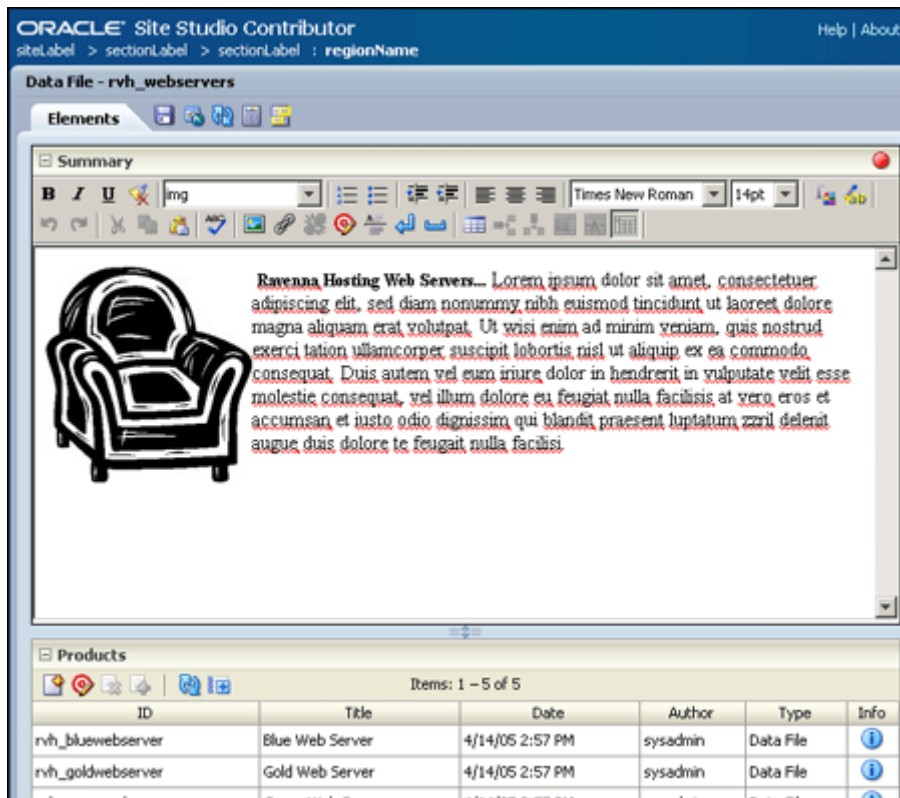 ORACLE Site Studio Contributor
Help | About
siteLabel > sectionLabel > sectionLabel : regionName
Data File - rvh_webservers
Elements
Summary
B I U img Times New Roman 14pt
ABC
Ravenna Hosting Web Servers... Lorem ipsum dolor sit amet, consectetuer
adipiscing elit, sed diam nonummy nibh euismod tincidunt ut laoreet dolore
magna aliquam erat volutpat. Ut wisi enim ad minim veniam, quis nostrud
exerci tation ullamcorper suscipit lobortis nisl ut aliquip ex ea commodo
consequat. Duis autem vel eum iriure dolor in hendrerit in vulputate velit esse
molestie consequat, vel illum dolore eu feugiat nulla facilisis at vero eros et
accumsan et iusto odio dignissim qui blandit praesent luptatum zzril delenit
augue duis dolore te feugait nulla facilisi.
Products
Items: 1 – 5 of 5
ID Title Date Author Type Info
rvh_bluewebserver Blue Web Server 4/14/05 2:57 PM sysadmin Data File
rvh_goldwebserver Gold Web Server 4/14/05 2:57 PM sysadmin Data File